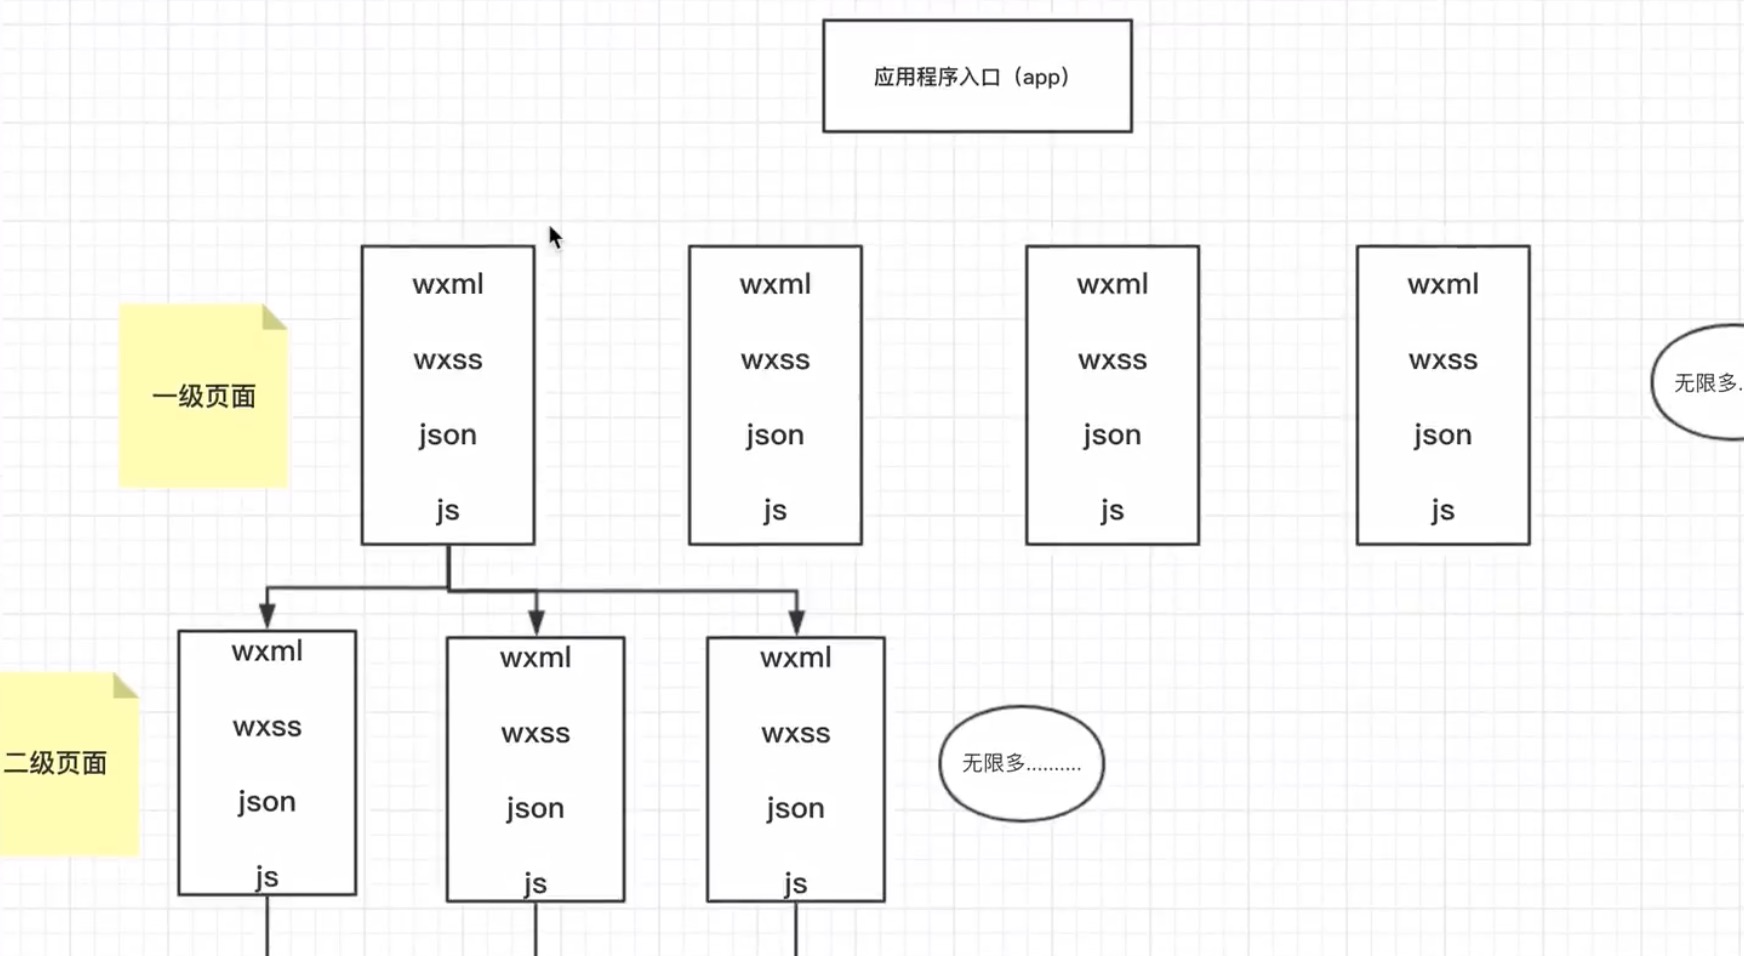 应用程序入口（app）
一级页面
wxml
wxss
json
js
wxml
wxss
json
js
wxml
wxss
json
js
wxml
wxss
json
js
无限多.
二级页面
wxml
wxss
json
js
wxml
wxss
json
js
wxml
wxss
json
js
无限多..........